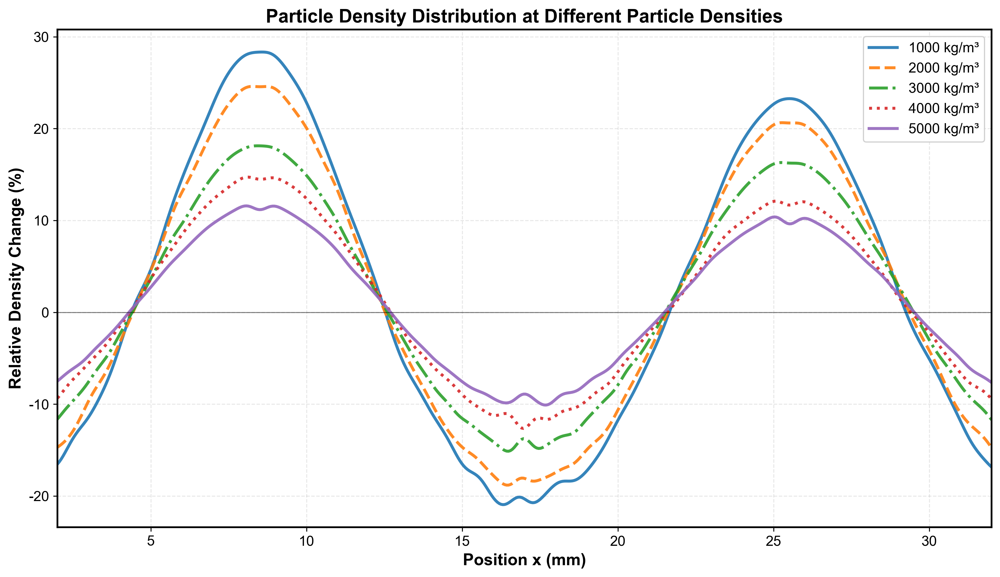 Particle Density Distribution at Different Particle Densities
30
20
10
0
-10
-20
Relative Density Change (%)
1000 kg/m³
2000 kg/m³
3000 kg/m³
4000 kg/m³
5000 kg/m³
5
10
15
20
25
30
Position x (mm)